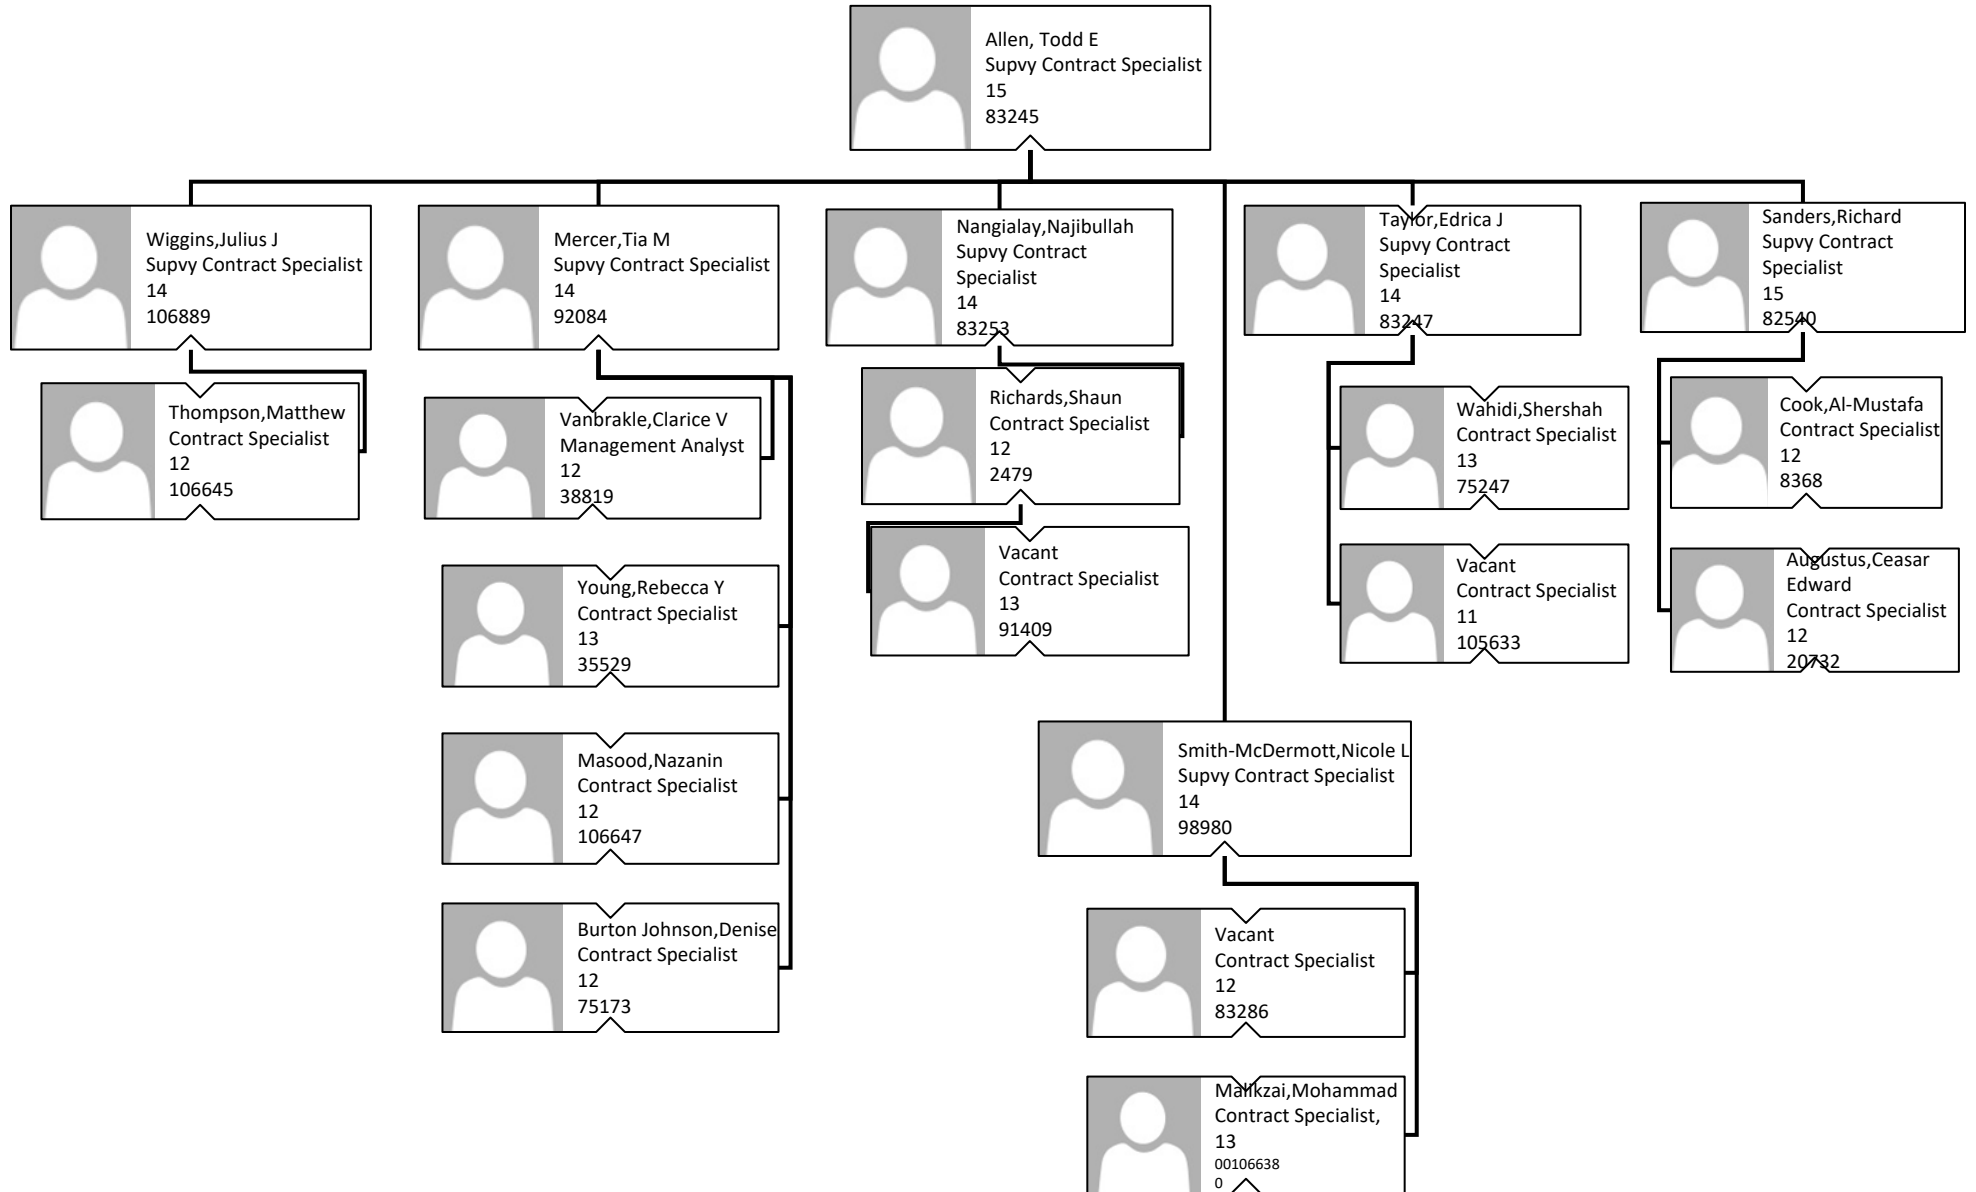 Allen, Todd E
Supvy Contract Specialist
15
83245
Wiggins,Julius J
Supvy Contract Specialist
14
106889
Thompson,Matthew
Contract Specialist
12
106645
Mercer,Tia M
Supvy Contract Specialist
14
92084
Vanbrakle,Clarice V
Management Analyst
12
38819
Young,Rebecca Y
Contract Specialist
13
35529
Masood,Nazanin
Contract Specialist
12
106647
Burton Johnson,Denise
Contract Specialist
12
75173
Nangialay,Najibullah
Supvy Contract
Specialist
14
83253
Richards,Shaun
Contract Specialist
12
2479
Vacant
Contract Specialist
13
91409
Smith-McDermott,Nicole L
Supvy Contract Specialist
14
98980
Vacant
Contract Specialist
12
83286
Malikzai,Mohammad
Contract Specialist,
13
00106638
0
Taylor,Edrica J
Supvy Contract
Specialist
14
83247
Wahidi,Shershah
Contract Specialist
13
75247
Vacant
Contract Specialist
11
105633
Sanders,Richard
Supvy Contract
Specialist
15
82540
Cook,Al-Mustafa
Contract Specialist
12
8368
Augustus,Ceasar
Edward
Contract Specialist
12
20732